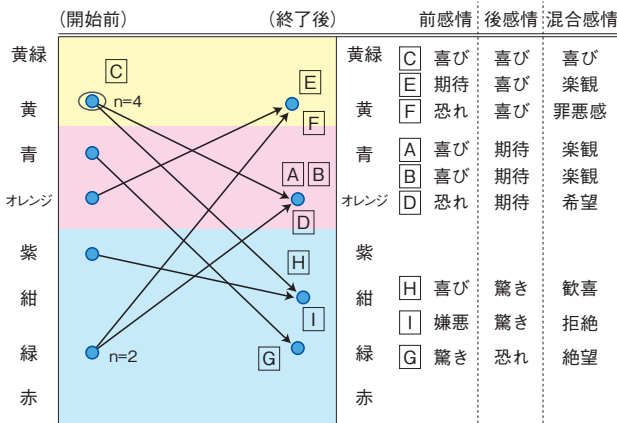 (開始前) (終了後) 前感情 後感情 混合感情
黄緑 C 黄緑 C 喜び 喜び 喜び
E E 期待 喜び 楽観
黄 n=4 F 黄 F 恐れ 喜び 罪悪感
青 青 A 喜び 期待 楽観
A B B 喜び 期待 楽観
オレンジ D オレンジ D 恐れ 期待 希望
紫 H 紫
紺 紺 H 喜び 驚き 歓喜
I I 嫌悪 驚き 拒絶
緑 n=2 G 緑 G 驚き 恐れ 絶望
赤 赤